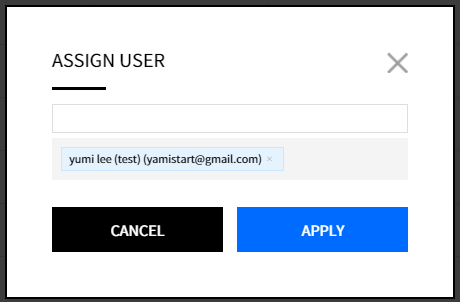 ASSIGN USER
yumi lee (test) (yamistart@gmail.com) ×
CANCEL
APPLY